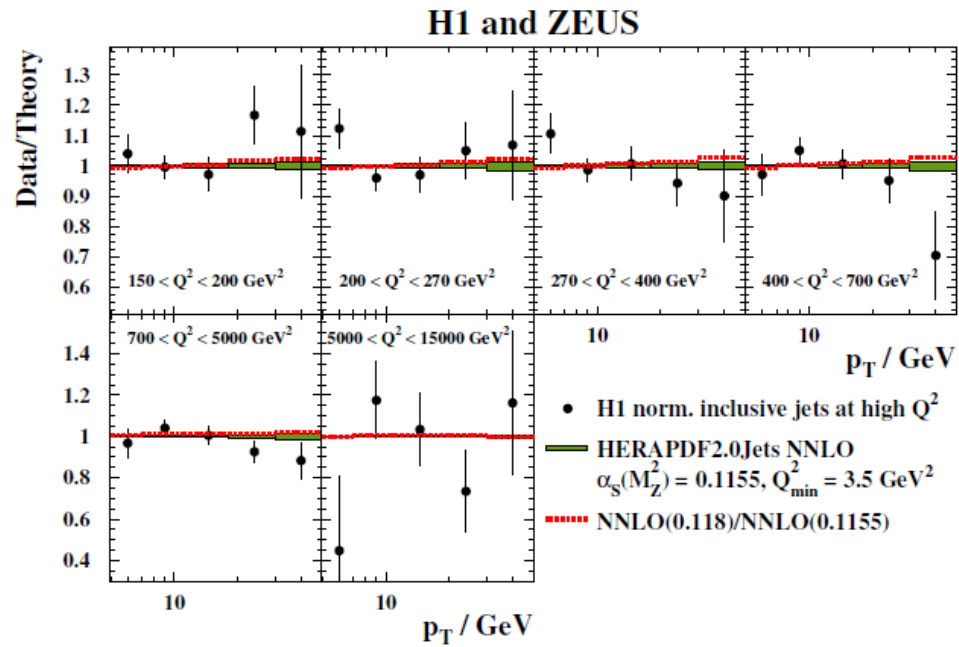 H1 and ZEUS
Data/Theory
1.3
1.2
1.1
1
0.9
0.8
0.7
0.6
150 < Q² < 200 GeV²
200 < Q² < 270 GeV²
270 < Q² < 400 GeV²
400 < Q² < 700 GeV²
10
10
p_T / GeV
700 < Q² < 5000 GeV²
5000 < Q² < 15000 GeV²
1.4
1.2
1
0.8
0.6
0.4
10
10
p_T / GeV
H1 norm. inclusive jets at high Q²
HERAPDF2.0Jets NNLO
α_S(M_Z²) = 0.1155, Q²_min = 3.5 GeV²
NNLO(0.118)/NNLO(0.1155)